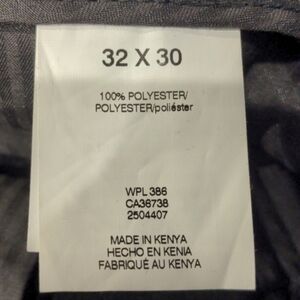 32 X 30
100% POLYESTER/
POLYESTER/poliéster
WPL 386
CA36738
2504407
MADE IN KENYA
HECHO EN KENIA
FABRIQUÉ AU KENYA